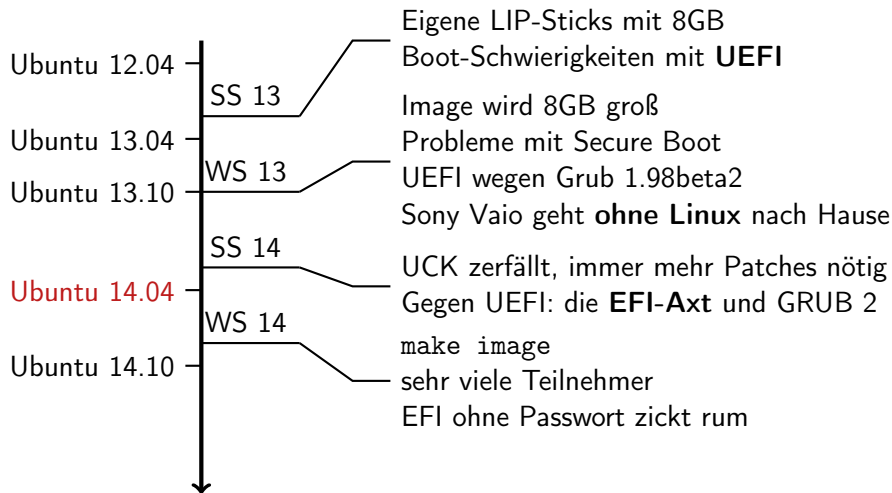 Ubuntu 12.04
Ubuntu 13.04
Ubuntu 13.10
Ubuntu 14.04
Ubuntu 14.10
SS 13
WS 13
SS 14
WS 14
Eigene LIP-Sticks mit 8GB
Boot-Schwierigkeiten mit UEFI
Image wird 8GB groß
Probleme mit Secure Boot
UEFI wegen Grub 1.98beta2
Sony Vaio geht ohne Linux nach Hause
UCK zerfällt, immer mehr Patches nötig
Gegen UEFI: die EFI-Axt und GRUB 2
make image
sehr viele Teilnehmer
EFI ohne Passwort zickt rum